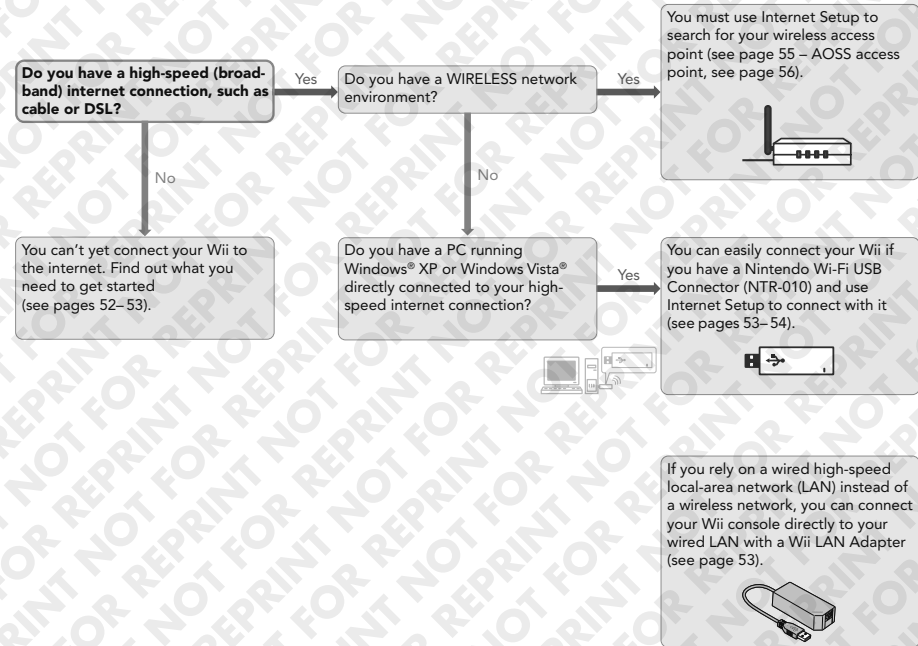 Do you have a high-speed (broad-
band) internet connection, such as
cable or DSL?
Yes
Do you have a WIRELESS network
environment?
Yes
You must use Internet Setup to
search for your wireless access
point (see page 55 – AOSS access
point, see page 56).
No
No
You can't yet connect your Wii to
the internet. Find out what you
need to get started
(see pages 52–53).
Do you have a PC running
Windows® XP or Windows Vista®
directly connected to your high-
speed internet connection?
Yes
You can easily connect your Wii if
you have a Nintendo Wi-Fi USB
Connector (NTR-010) and use
Internet Setup to connect with it
(see pages 53–54).
If you rely on a wired high-speed
local-area network (LAN) instead of
a wireless network, you can connect
your Wii console directly to your
wired LAN with a Wii LAN Adapter
(see page 53).
NOT FOR REPRINT